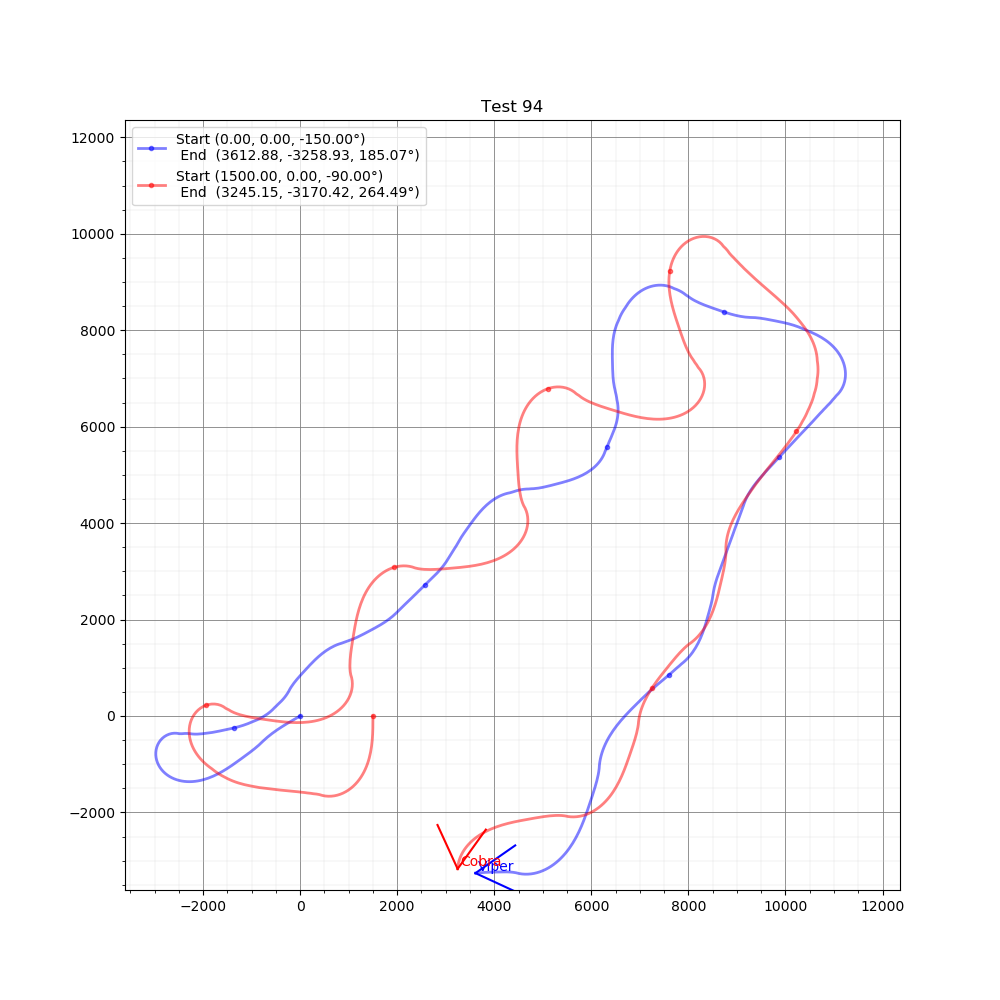 Test 94
Start (0.00, 0.00, -150.00°)
End (3612.88, -3258.93, 185.07°)
Start (1500.00, 0.00, -90.00°)
End (3245.15, -3170.42, 264.49°)
12000
10000
8000
6000
4000
2000
0
−2000
Cobra
Viper
−2000 0 2000 4000 6000 8000 10000 12000